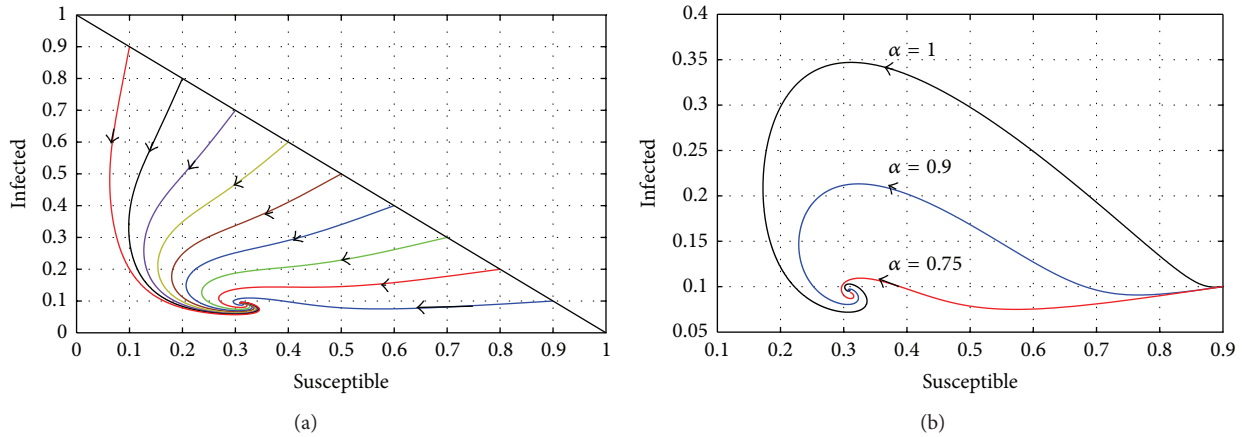 1
0.9
0.8
0.7
0.6
0.5
0.4
0.3
0.2
0.1
0
Infected
0 0.1 0.2 0.3 0.4 0.5 0.6 0.7 0.8 0.9 1
Susceptible
(a)
0.4
0.35
0.3
0.25
0.2
0.15
0.1
0.05
Infected
α = 1
α = 0.9
α = 0.75
0.1 0.2 0.3 0.4 0.5 0.6 0.7 0.8 0.9
Susceptible
(b)